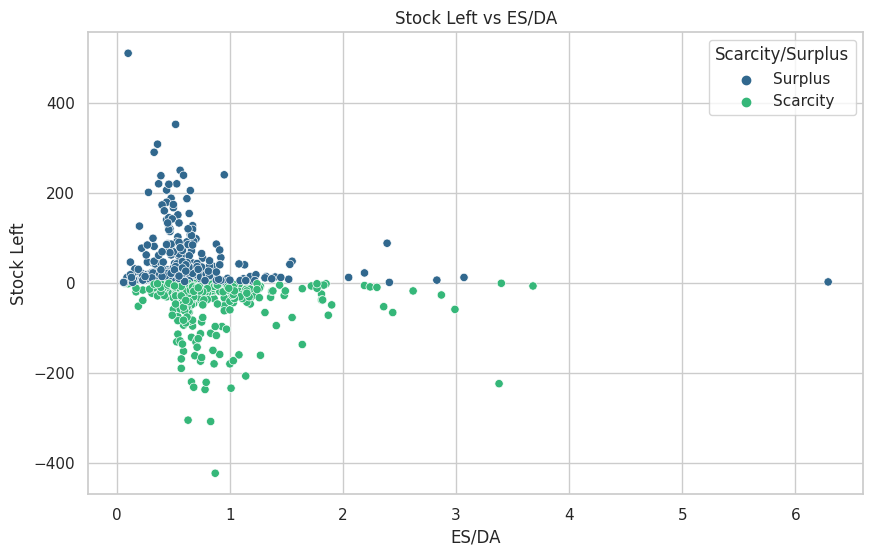 Stock Left vs ES/DA
Scarcity/Surplus
Surplus
Scarcity
Stock Left
400
200
0
−200
−400
0 1 2 3 4 5 6
ES/DA